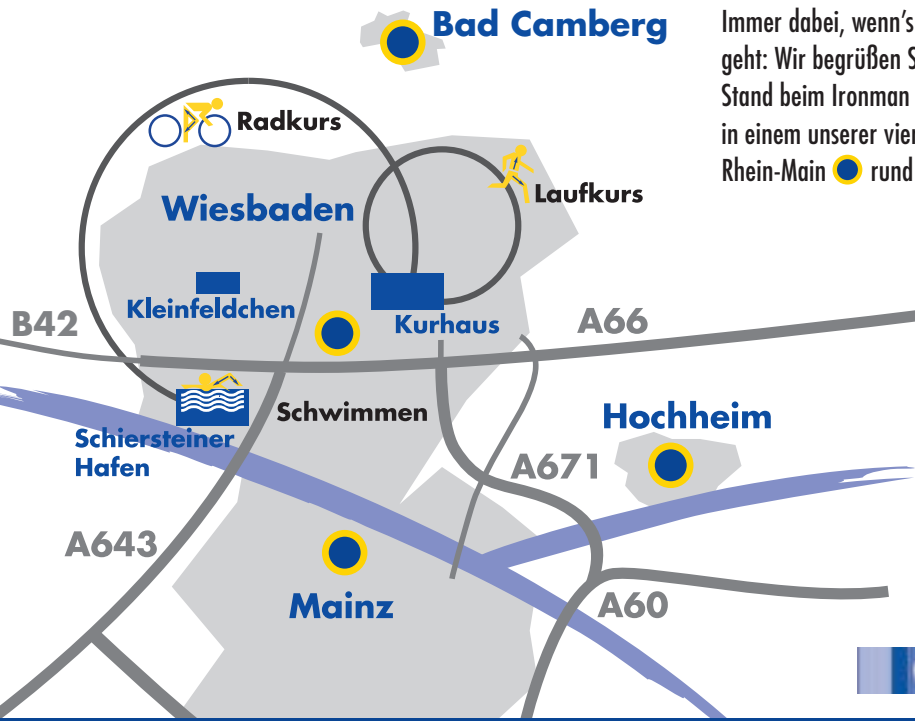 Bad Camberg
Immer dabei, wenn's
geht: Wir begrüßen S
Stand beim Ironman
in einem unserer vier
Rhein-Main rund
Radkurs
Laufkurs
Wiesbaden
Kleinfeldchen
B42
Kurhaus
A66
Schwimmen
Hochheim
Schiersteiner
Hafen
A671
A643
Mainz
A60